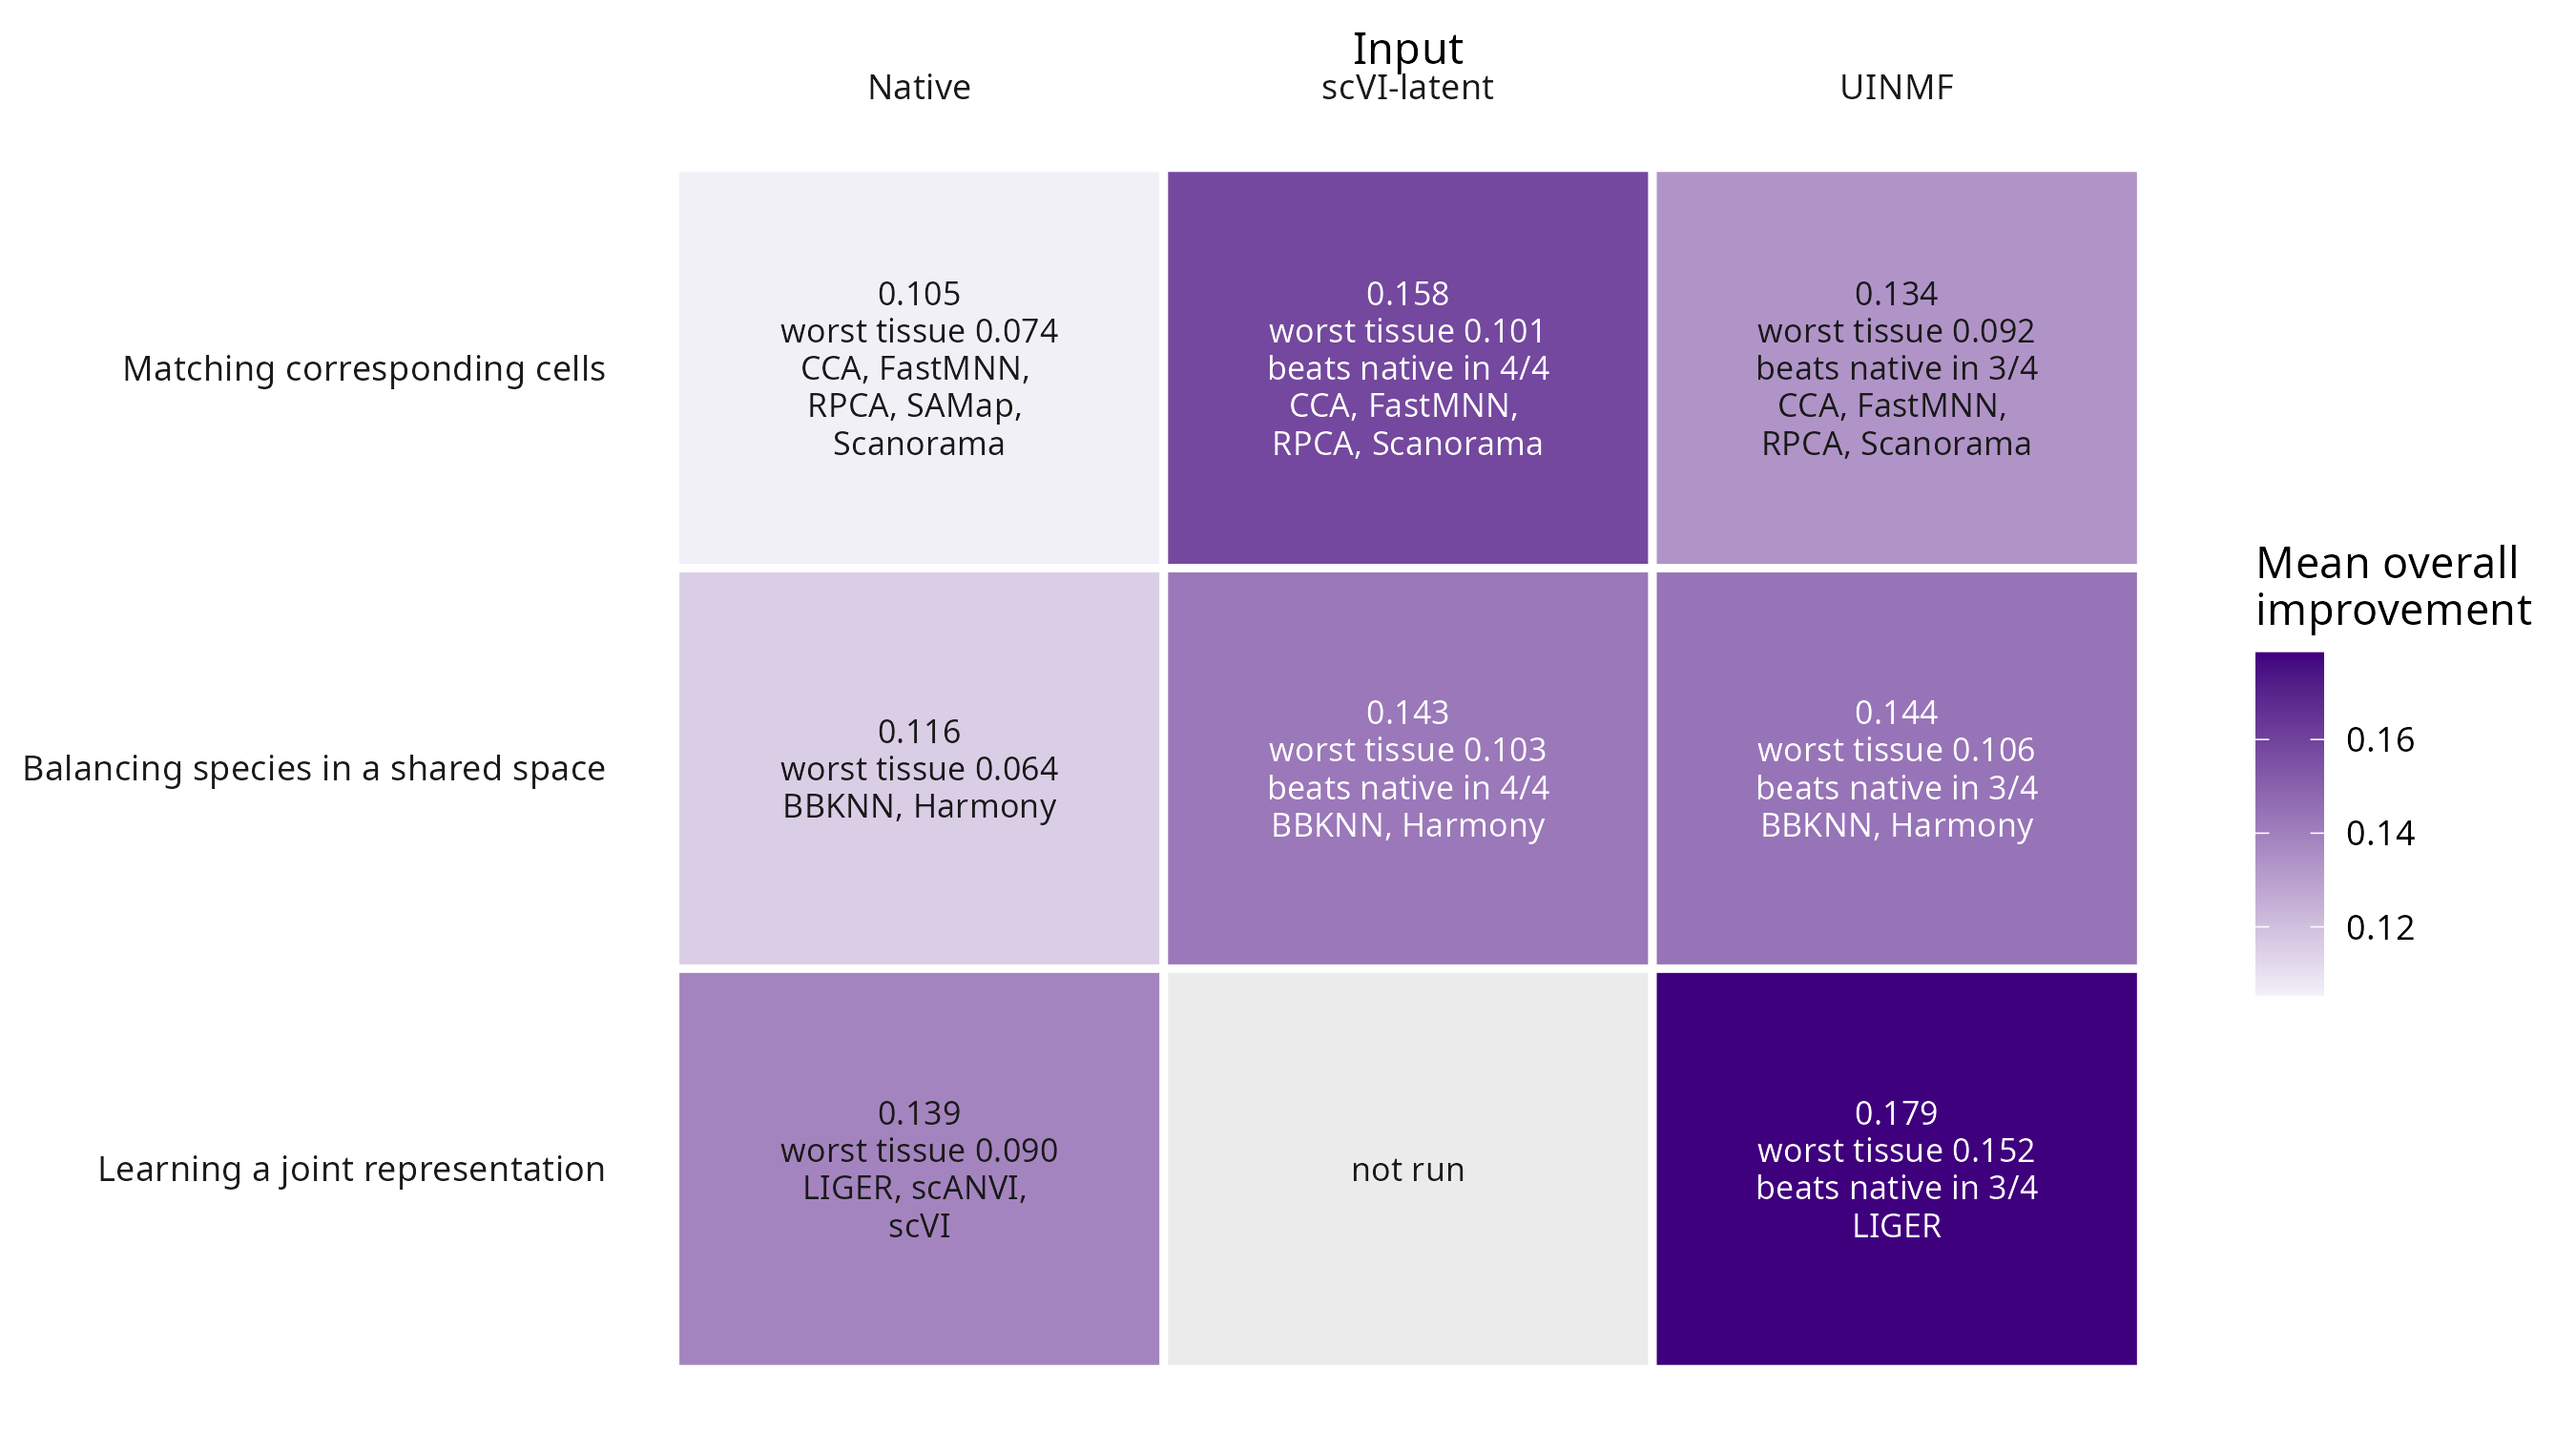 Input
Native
scVI-latent
UINMF
Matching corresponding cells
0.105
worst tissue 0.074
CCA, FastMNN,
RPCA, SAMap,
Scanorama
0.158
worst tissue 0.101
beats native in 4/4
CCA, FastMNN,
RPCA, Scanorama
0.134
worst tissue 0.092
beats native in 3/4
CCA, FastMNN,
RPCA, Scanorama
Balancing species in a shared space
0.116
worst tissue 0.064
BBKNN, Harmony
0.143
worst tissue 0.103
beats native in 4/4
BBKNN, Harmony
0.144
worst tissue 0.106
beats native in 3/4
BBKNN, Harmony
Learning a joint representation
0.139
worst tissue 0.090
LIGER, scANVI,
scVI
not run
0.179
worst tissue 0.152
beats native in 3/4
LIGER
Mean overall
improvement
0.16
0.14
0.12